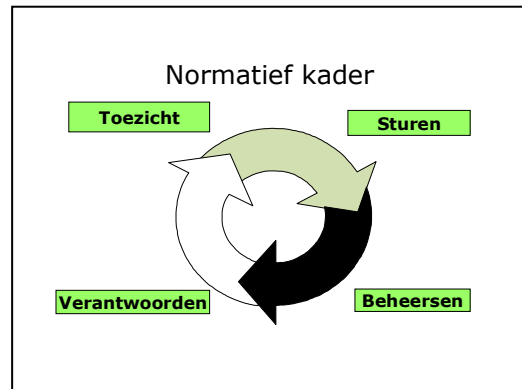 Normatief kader
Toezicht
Sturen
Verantwoorden
Beheersen